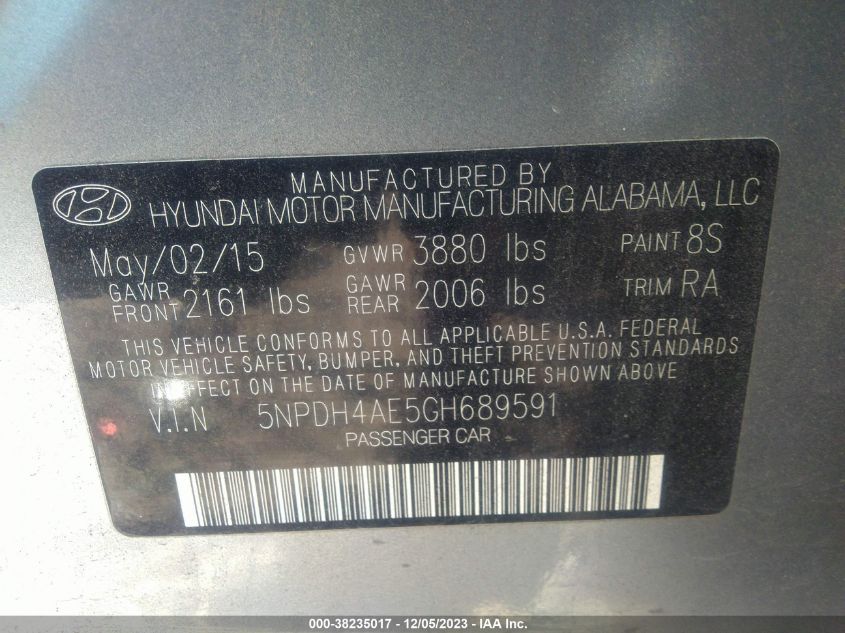 MANUFACTURED BY
HYUNDAI MOTOR MANUFACTURING ALABAMA, LLC
May/02/15 GVWR 3880 lbs PAINT 8S
GAWR FRONT 2161 lbs GAWR REAR 2006 lbs TRIM RA
THIS VEHICLE CONFORMS TO ALL APPLICABLE U.S.A. FEDERAL
MOTOR VEHICLE SAFETY, BUMPER, AND THEFT PREVENTION STANDARDS
IN EFFECT ON THE DATE OF MANUFACTURE SHOWN ABOVE
V.I.N 5NPDH4AE5GH689591
PASSENGER CAR
000-38235017 - 12/05/2023 - IAA Inc.